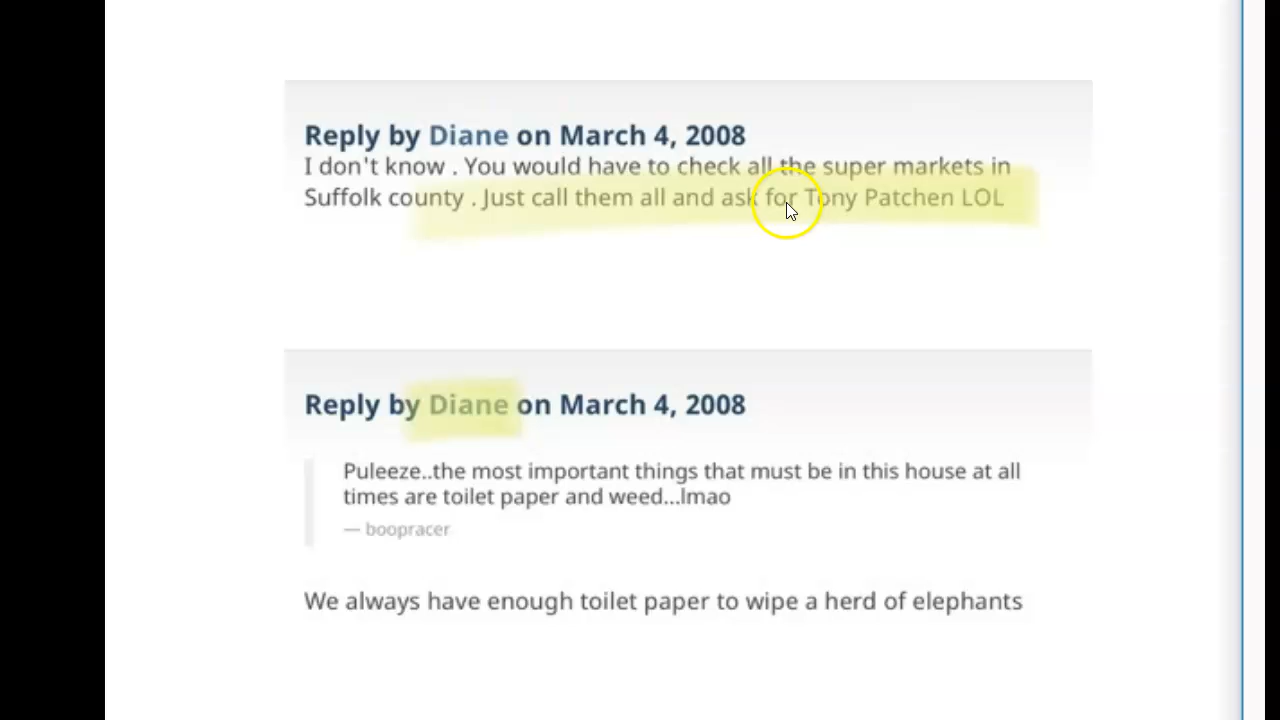 Reply by Diane on March 4, 2008
I don't know . You would have to check all the super markets in
Suffolk county . Just call them all and ask for Tony Patchen LOL
Reply by Diane on March 4, 2008
Puleeze..the most important things that must be in this house at all
times are toilet paper and weed...lmao
— boopracer
We always have enough toilet paper to wipe a herd of elephants